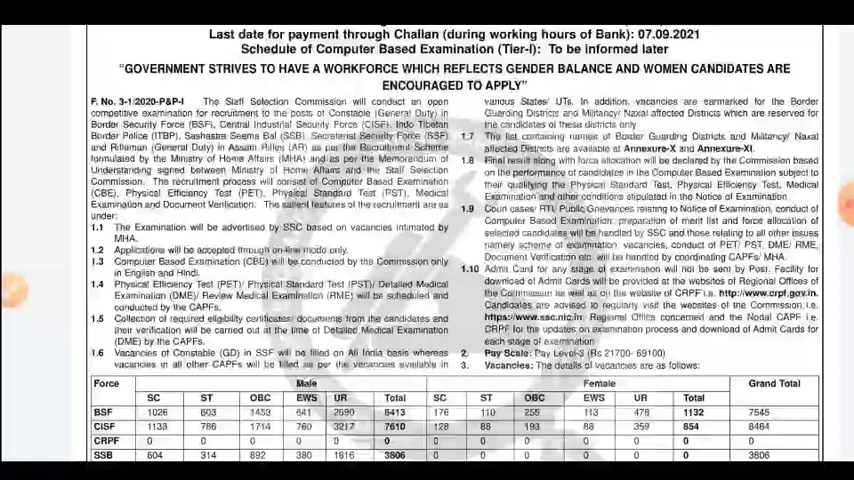 Last date for payment through Challan (during working hours of Bank): 07.09.2021
Schedule of Computer Based Examination (Tier-I): To be informed later
“GOVERNMENT STRIVES TO HAVE A WORKFORCE WHICH REFLECTS GENDER BALANCE AND WOMEN CANDIDATES ARE
ENCOURAGED TO APPLY”
F. No. 3-1/2020-P&P-I The Staff Selection Commission will conduct an open
competitive examination for recruitment to the posts of Constable (General Duty) in
Border Security Force (BSF), Central Industrial Security Force (CISF), Indo Tibetan
Border Police (ITBP), Sashastra Seema Bal (SSB), Secretariat Security Force (SSF)
and Rifleman (General Duty) in Assam Rifles (AR) as per the Recruitment Scheme
formulated by the Ministry of Home Affairs (MHA) and as per the Memorandum of
Understanding signed between Ministry of Home Affairs and the Staff Selection
Commission. The recruitment process will consist of Computer Based Examination
(CBE), Physical Efficiency Test (PET), Physical Standard Test (PST), Medical
Examination and Document Verification. The salient features of the recruitment are as
under:
1.1 The Examination will be advertised by SSC based on vacancies intimated by
MHA.
1.2 Applications will be accepted through on-line mode only.
1.3 Computer Based Examination (CBE) will be conducted by the Commission only
in English and Hindi.
1.4 Physical Efficiency Test (PET)/ Physical Standard Test (PST)/ Detailed Medical
Examination (DME)/ Review Medical Examination (RME) will be scheduled and
conducted by the CAPFs.
1.5 Collection of required eligibility certificates/ documents from the candidates and
their verification will be carried out at the time of Detailed Medical Examination
(DME) by the CAPFs.
1.6 Vacancies of Constable (GD) in SSF will be filled on All India basis whereas
vacancies in all other CAPFs will be filled as per the vacancies available in
various States/ UTs. In addition, vacancies are earmarked for the Border
Guarding Districts and Militancy/ Naxal affected Districts which are reserved for
the candidates of these districts only.
1.7 The list containing names of Border Guarding Districts and Militancy/ Naxal
affected Districts are available at Annexure-X and Annexure-XI.
1.8 Final result along with force allocation will be declared by the Commission based
on the performance of candidates in the Computer Based Examination subject to
their qualifying the Physical Standard Test, Physical Efficiency Test, Medical
Examination and other conditions stipulated in the Notice of Examination.
1.9 Court cases/ RTI/ Public Grievances relating to Notice of Examination, conduct of
Computer Based Examination, preparation of merit list and force allocation of
selected candidates will be handled by SSC and those relating to all other issues
namely scheme of examination, vacancies, conduct of PET/ PST, DME/ RME,
Document Verification etc. will be handled by coordinating CAPFs/ MHA.
1.10 Admit Card for any stage of examination will not be sent by Post. Facility for
download of Admit Cards will be provided at the websites of Regional Offices of
the Commission as well as on the website of CRPF i.e. http://www.crpf.gov.in.
Candidates are advised to regularly visit the websites of the Commission i.e.
https://www.ssc.nic.in, Regional Office concerned and the Nodal CAPF i.e.
CRPF for the updates on examination process and download of Admit Cards for
each stage of examination
2. Pay Scale: Pay Level-3 (Rs 21700- 69100)
3. Vacancies: The details of vacancies are as follows:
Force Male Female Grand Total
SC ST OBC EWS UR Total SC ST OBC EWS UR Total
BSF 1026 603 1453 641 2690 6413 176 110 255 113 478 1132 7545
CISF 1133 786 1714 760 3217 7610 128 86 193 88 359 854 8464
CRPF 0 0 0 0 0 0 0 0 0 0 0 0 0
SSB 604 314 892 380 1616 3806 0 0 0 0 0 0 3806